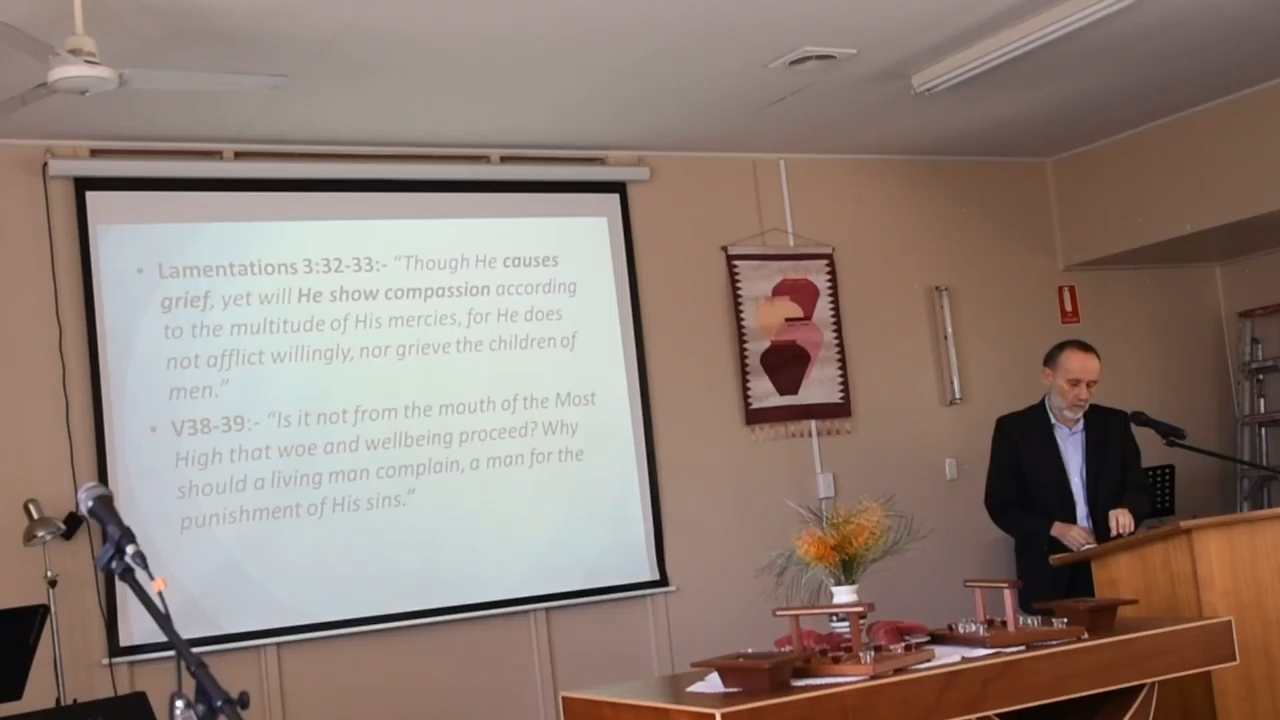 • Lamentations 3:32-33:- “Though He causes
grief, yet will He show compassion according
to the multitude of His mercies, for He does
not afflict willingly, nor grieve the children of
men.”
• V38-39:- “Is it not from the mouth of the Most
High that woe and wellbeing proceed? Why
should a living man complain, a man for the
punishment of His sins.”